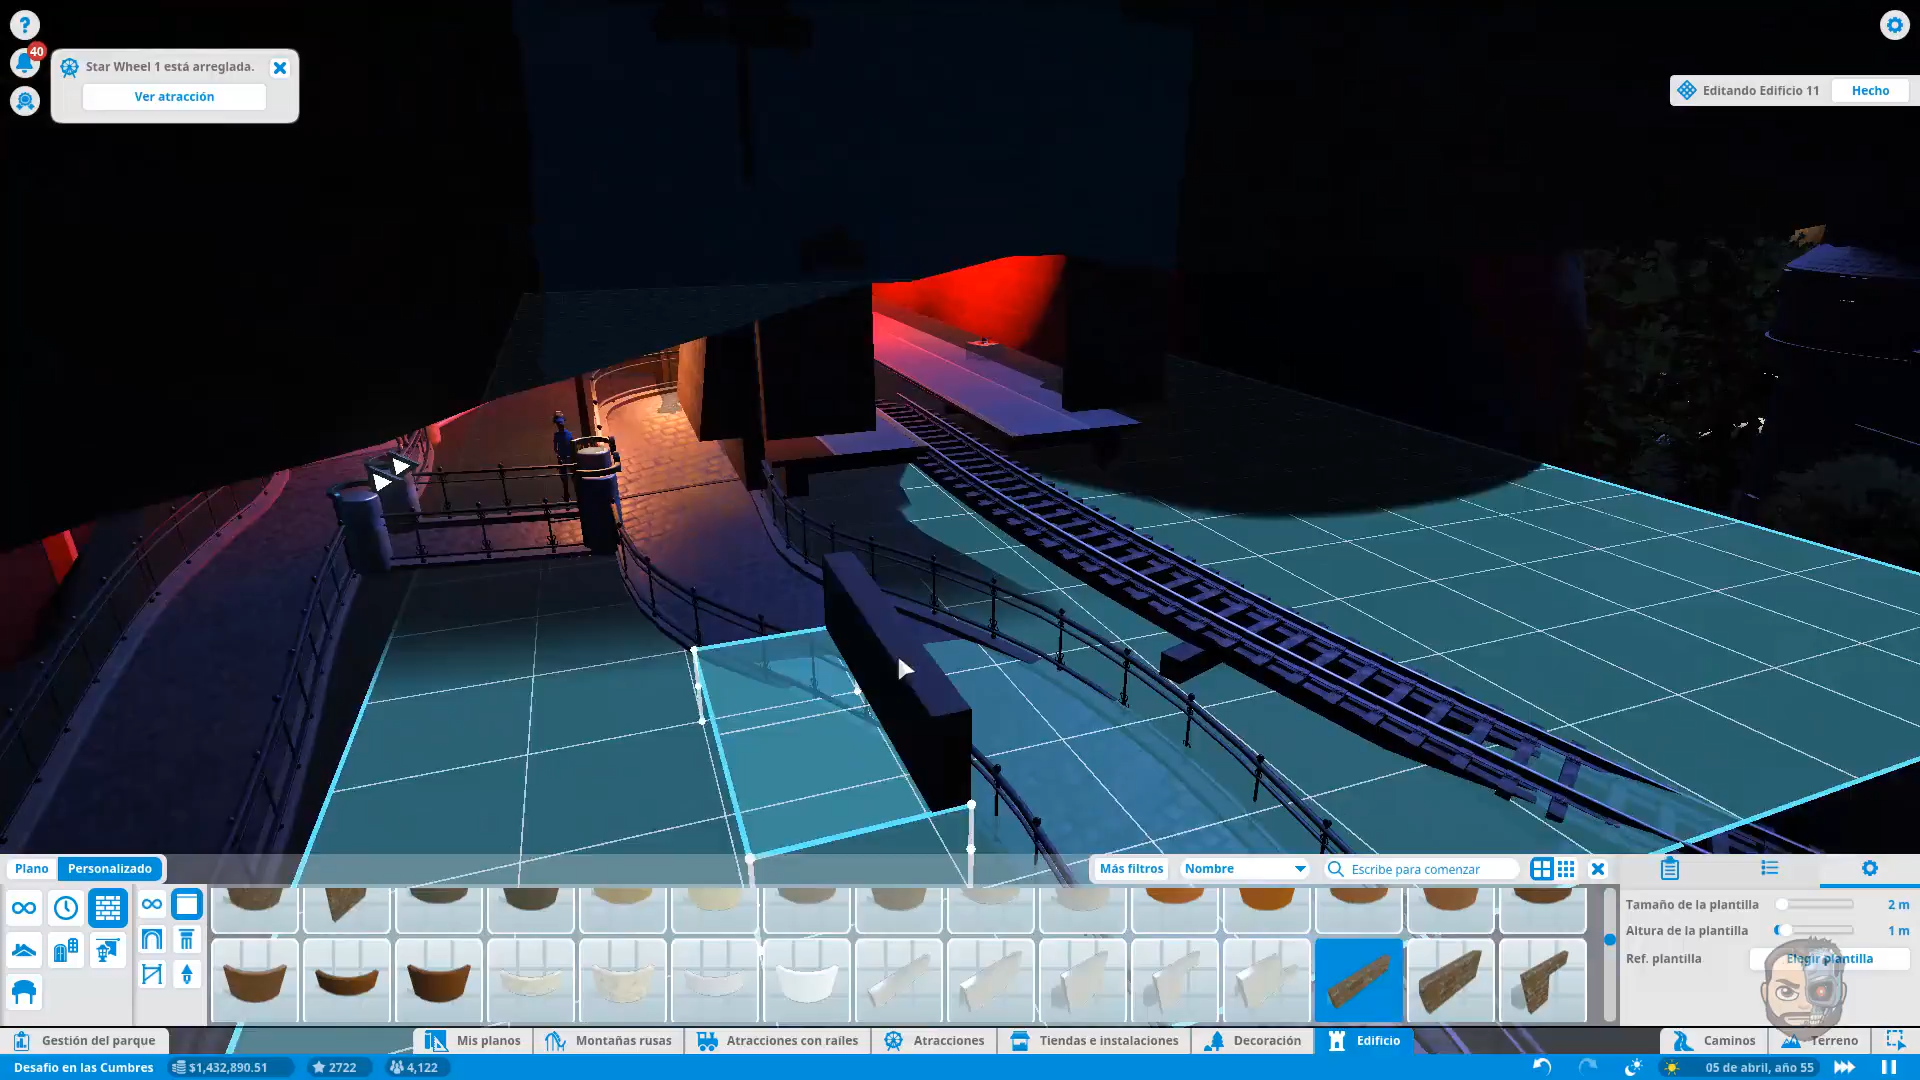 ?
40
Star Wheel 1 está arreglada.
Ver atracción
Editando Edificio 11
Hecho
Plano
Personalizado
Más filtros
Nombre
Escribe para comenzar
Tamaño de la plantilla
2 m
Altura de la plantilla
1 m
Ref. plantilla
Elegir plantilla
Gestión del parque
Mis planos
Montañas rusas
Atracciones con railes
Atracciones
Tiendas e instalaciones
Decoración
Edificio
Caminos
Terreno
Desafio en las Cumbres
$1,432,890.51
2722
4,122
05 de abril, año 55